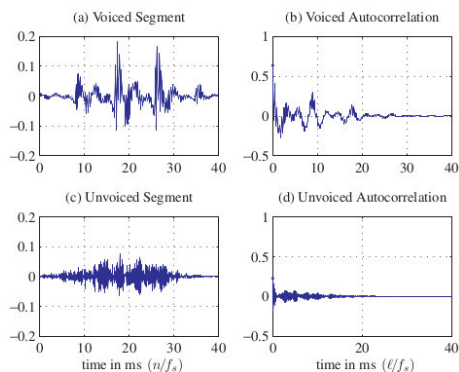 (a) Voiced Segment
0.2
0.1
0
−0.1
−0.2
0 10 20 30 40
(b) Voiced Autocorrelation
1
0.5
0
−0.5
0 10 20 30 40
(c) Unvoiced Segment
0.2
0.1
0
−0.1
−0.2
0 10 20 30 40
time in ms (n/fs)
(d) Unvoiced Autocorrelation
1
0.5
0
−0.5
0 10 20 30 40
time in ms (ℓ/fs)